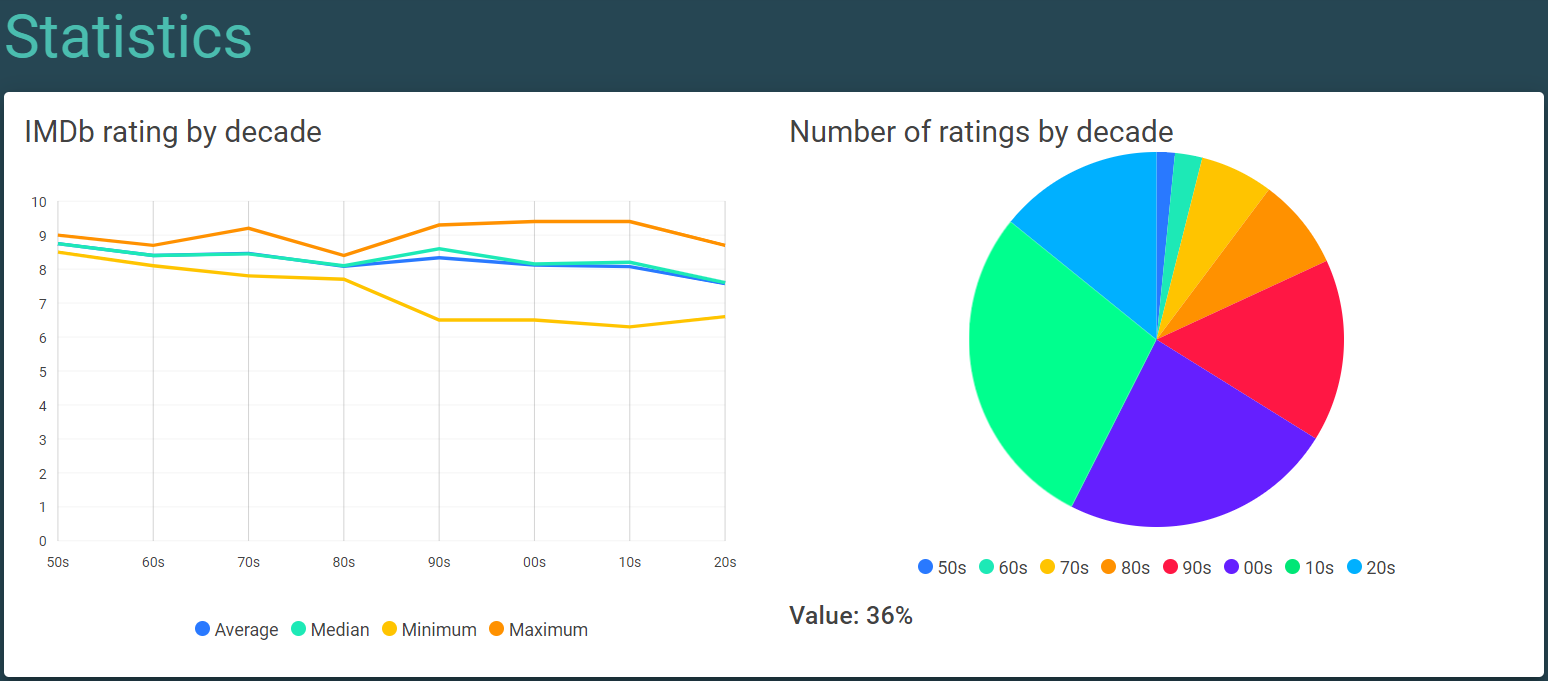 Statistics
IMDb rating by decade
10
9
8
7
6
5
4
3
2
1
0
50s 60s 70s 80s 90s 00s 10s 20s
Average Median Minimum Maximum
Number of ratings by decade
50s 60s 70s 80s 90s 00s 10s 20s
Value: 36%